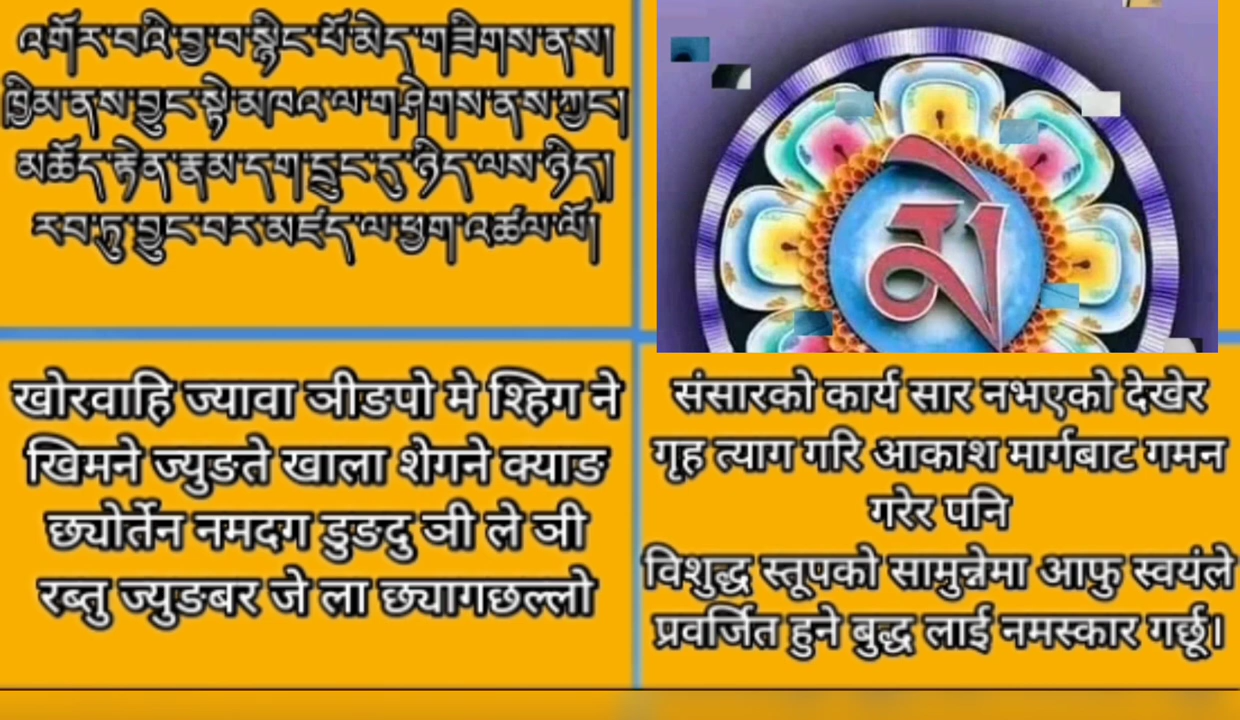 འཁོར་བའི་བྱ་བ་སྙིང་པོ་མེད་གཟིགས་ནས།
ཁྱིམ་ནས་བྱུང་སྟེ་མཁའ་ལ་གཤེགས་ནས་ཀྱང།
མཆོད་རྟེན་རྣམ་དག་དྲུང་དུ་ཉིད་ལས་ཉིད།
རབ་ཏུ་བྱུང་བར་མཛད་ལ་ཕྱག་འཚལ་ལོ།
མ
खोरवाहि ज्यावा ञीङपो मे श्हिग ने
खिमने ज्युङते खाला शेगने क्याङ
छ्योर्तेन नमदग डुङदु ञी ले ञी
रब्तु ज्युङबर जे ला छ्यागछल्लो
संसारको कार्य सार नभएको देखेर
गृह त्याग गरि आकाश मार्गबाट गमन
गरेर पनि
विशुद्ध स्तूपको सामुन्नेमा आफु स्वयंले
प्रवर्जित हुने बुद्ध लाई नमस्कार गर्छू।